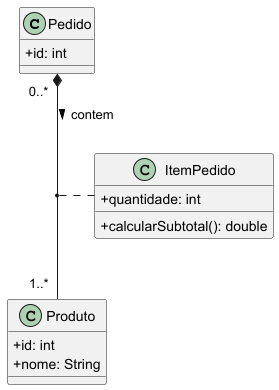 C Pedido
+id: int
0..*
contem
C ItemPedido
+quantidade: int
+calcularSubtotal(): double
1..*
C Produto
+id: int
+nome: String